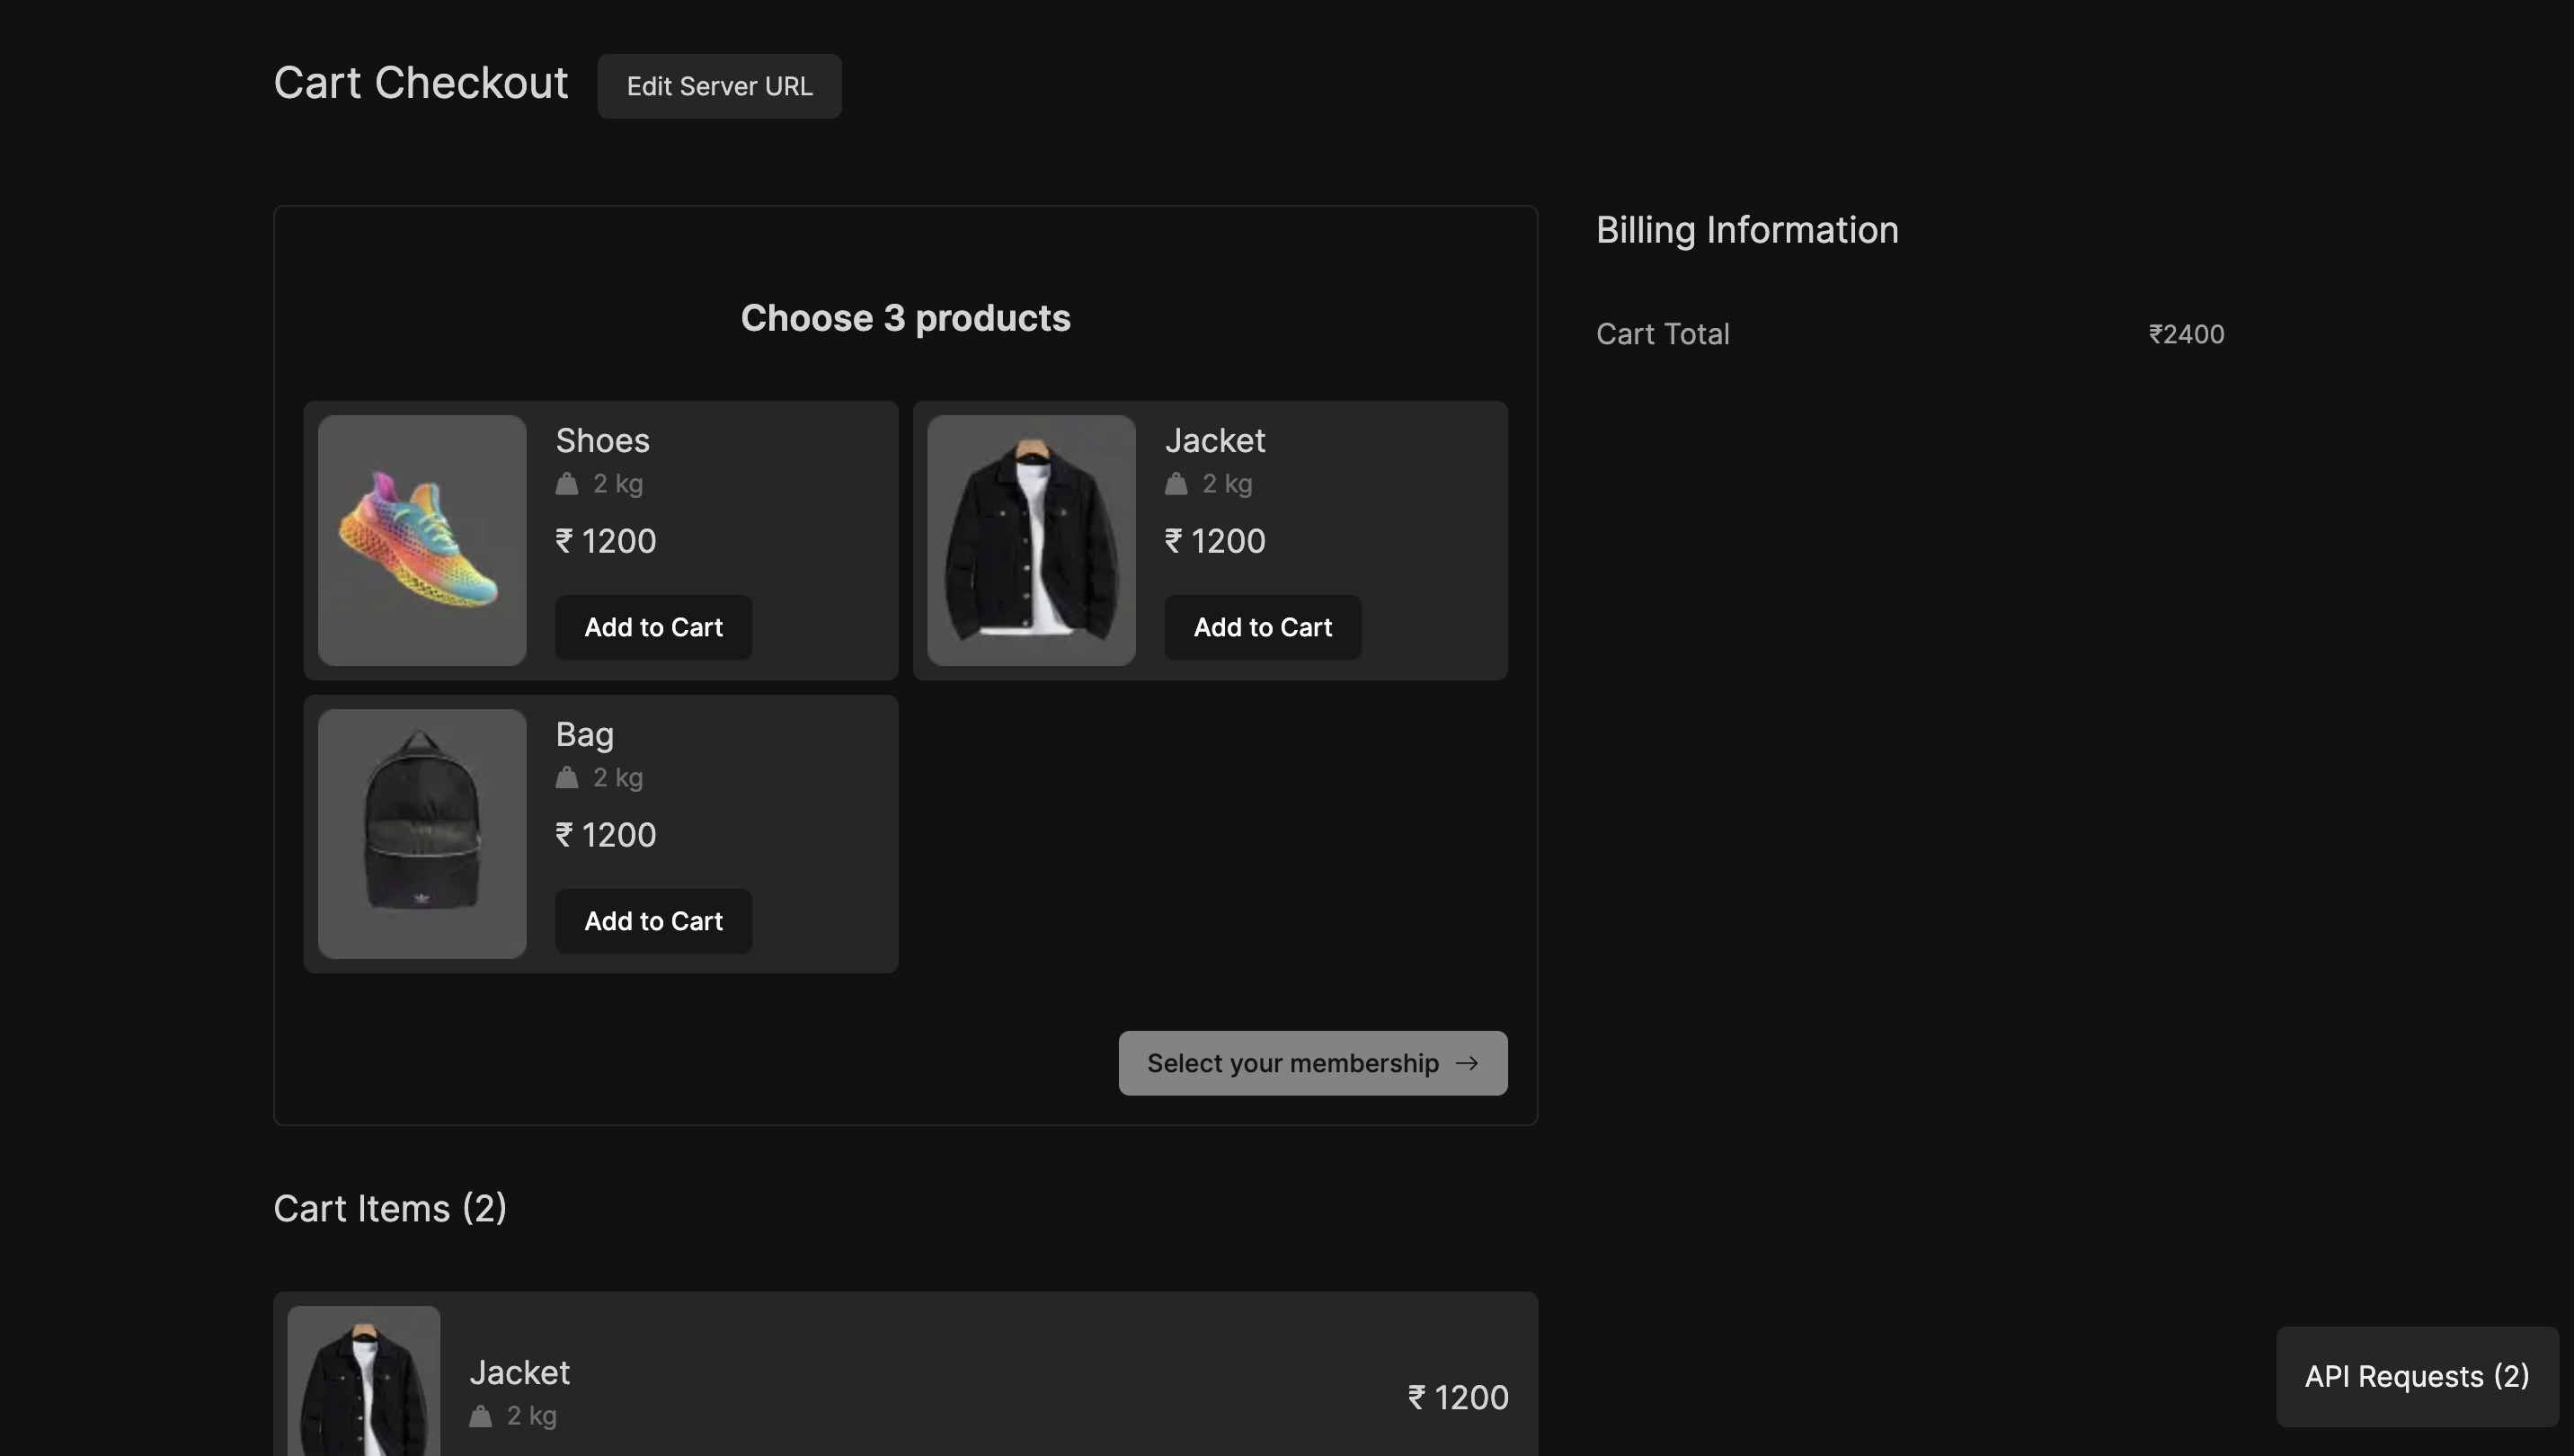 Cart Checkout
Edit Server URL
Choose 3 products
Shoes
2 kg
₹ 1200
Add to Cart
Jacket
2 kg
₹ 1200
Add to Cart
Bag
2 kg
₹ 1200
Add to Cart
Select your membership →
Billing Information
Cart Total ₹2400
Cart Items (2)
Jacket
2 kg
₹ 1200
API Requests (2)